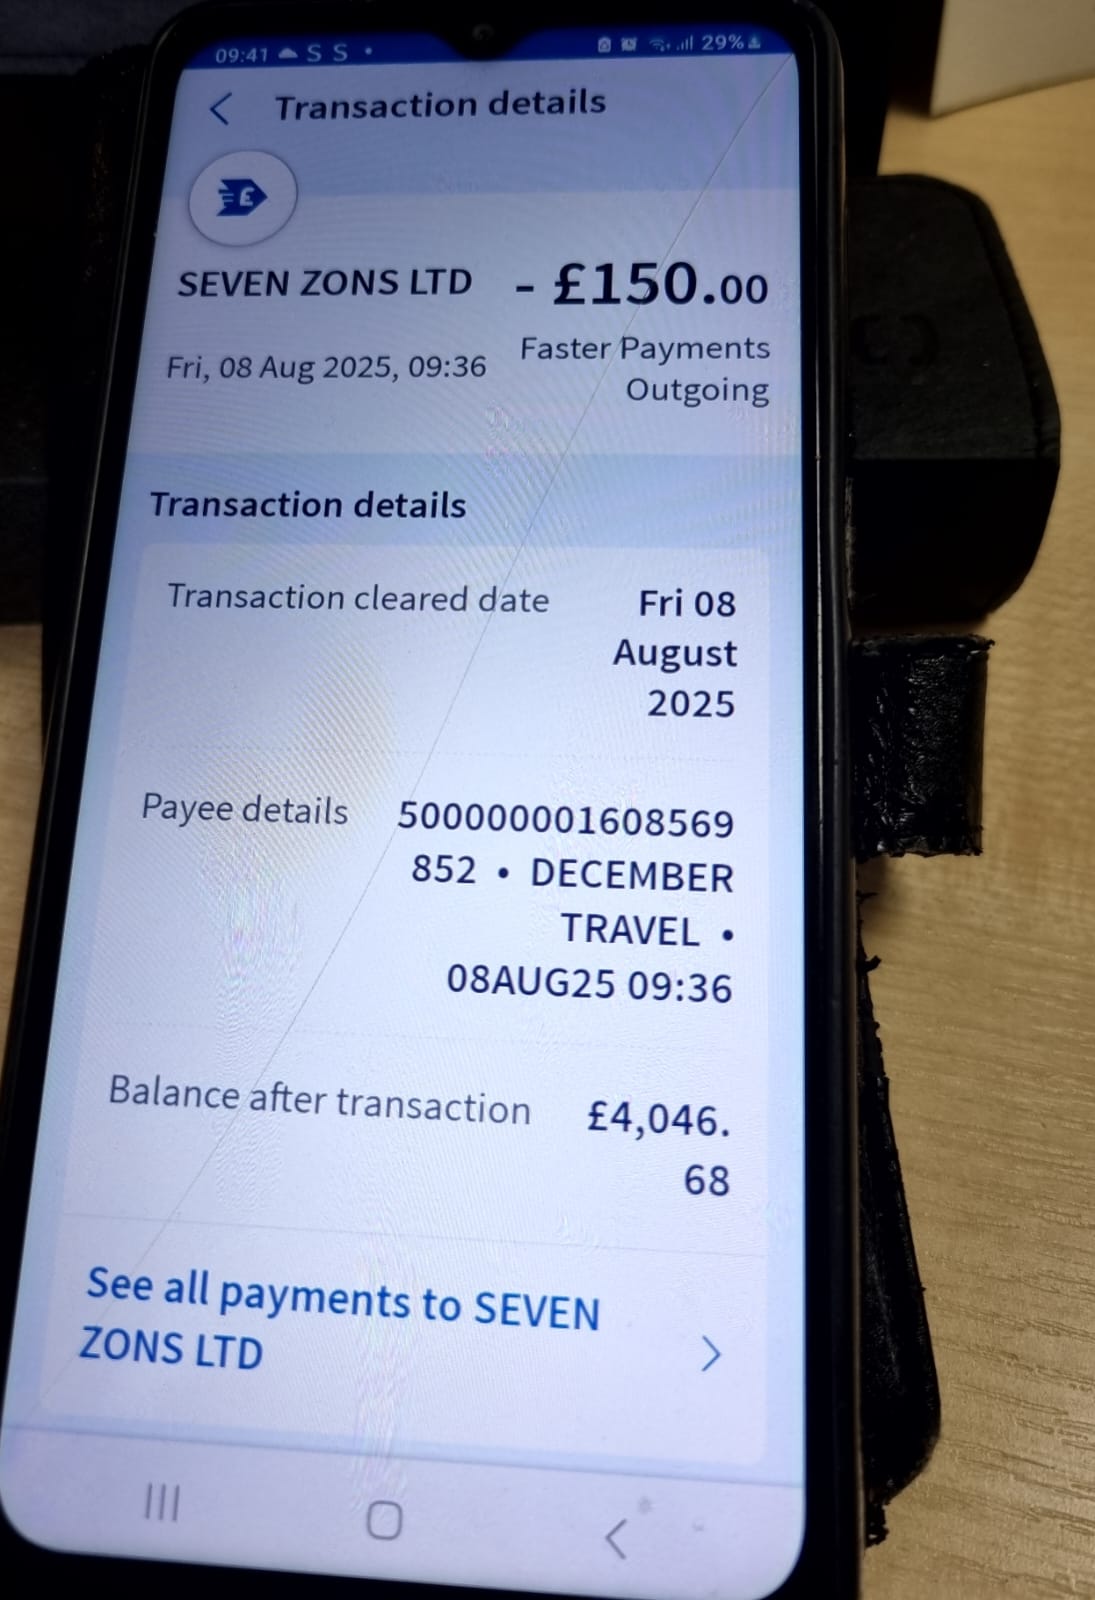 09:41 S S • 29%
Transaction details
£
SEVEN ZONS LTD - £150.00
Fri, 08 Aug 2025, 09:36 Faster Payments
Outgoing
Transaction details
Transaction cleared date Fri 08
August
2025
Payee details 500000001608569
852 • DECEMBER
TRAVEL •
08AUG25 09:36
Balance after transaction £4,046.
68
See all payments to SEVEN
ZONS LTD